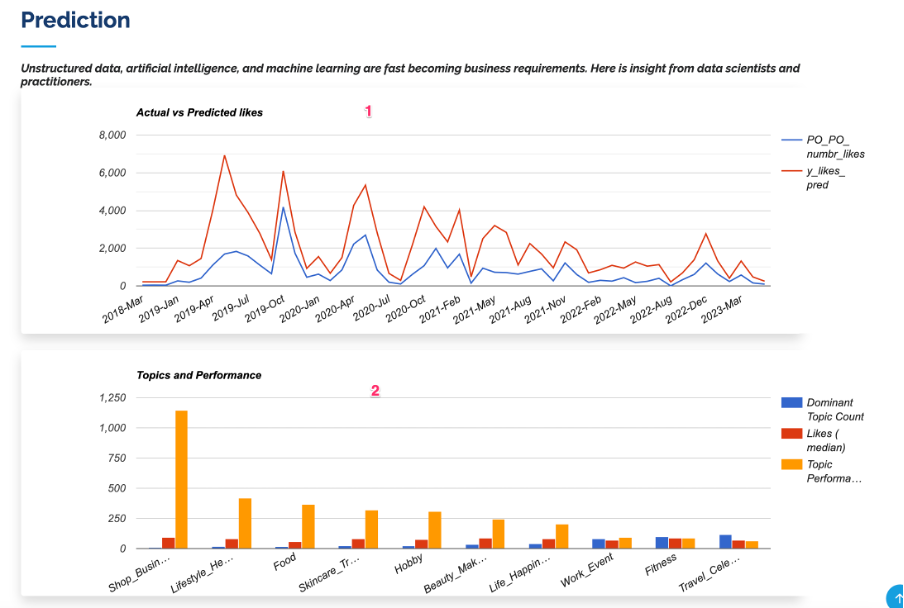 Prediction
Unstructured data, artificial intelligence, and machine learning are fast becoming business requirements. Here is insight from data scientists and
practitioners.
Actual vs Predicted likes
1
8,000
6,000
4,000
2,000
0
2018-Mar
2019-Jan
2019-Apr
2019-Jul
2019-Oct
2020-Jan
2020-Apr
2020-Jul
2020-Oct
2021-Feb
2021-May
2021-Aug
2021-Nov
2022-Feb
2022-May
2022-Aug
2022-Dec
2023-Mar
PO_PO_
numbr_likes
y_likes_
pred
Topics and Performance
2
1,250
1,000
750
500
250
0
Shop_Busin…
Lifestyle_He…
Food
Skincare_Tr…
Hobby
Beauty_Mak…
Life_Happin…
Work_Event
Fitness
Travel_Cele…
Dominant
Topic Count
Likes (
median)
Topic
Performa…